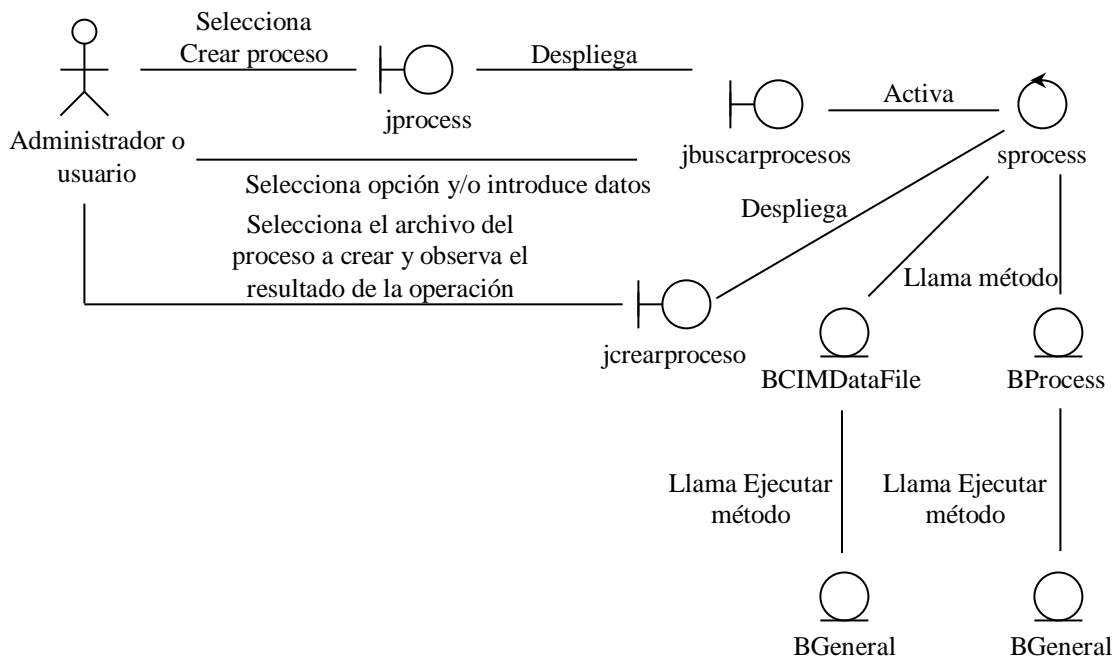 Selecciona
Crear proceso
Despliega
jprocess
Activa
Administrador o
usuario
jbuscarprocesos
sprocess
Selecciona opción y/o introduce datos
Selecciona el archivo del
proceso a crear y observa el
resultado de la operación
Despliega
Llama método
jcrearproceso
BCIMDataFile
BProcess
Llama Ejecutar
método
Llama Ejecutar
método
BGeneral
BGeneral